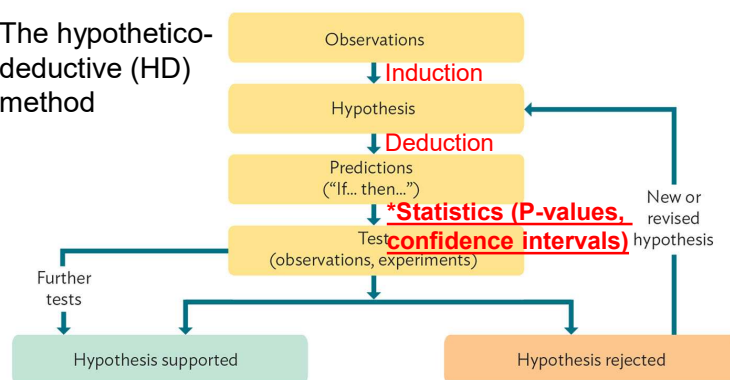 The hypothetico-
deductive (HD)
method
Observations
Induction
Hypothesis
Deduction
Predictions
(“If... then...”)
*Statistics (P-values,
confidence intervals)
Test
(observations, experiments)
New or
revised
hypothesis
Further
tests
Hypothesis supported
Hypothesis rejected